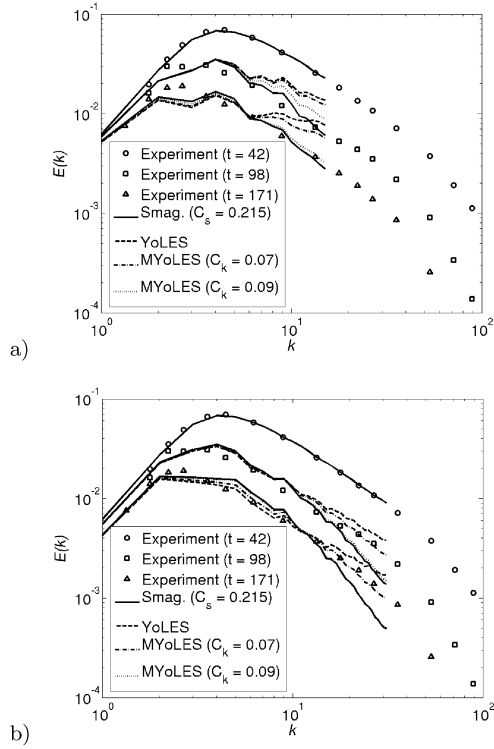 10^-1
10^-2
10^-3
10^-4
E(k)
Experiment (t = 42)
Experiment (t = 98)
Experiment (t = 171)
Smag. (C_s = 0.215)
YoLES
MYoLES (C_k = 0.07)
MYoLES (C_k = 0.09)
10^0
10^1
10^2
k
a)
10^-1
10^-2
10^-3
10^-4
E(k)
Experiment (t = 42)
Experiment (t = 98)
Experiment (t = 171)
Smag. (C_s = 0.215)
YoLES
MYoLES (C_k = 0.07)
MYoLES (C_k = 0.09)
10^0
10^1
10^2
k
b)